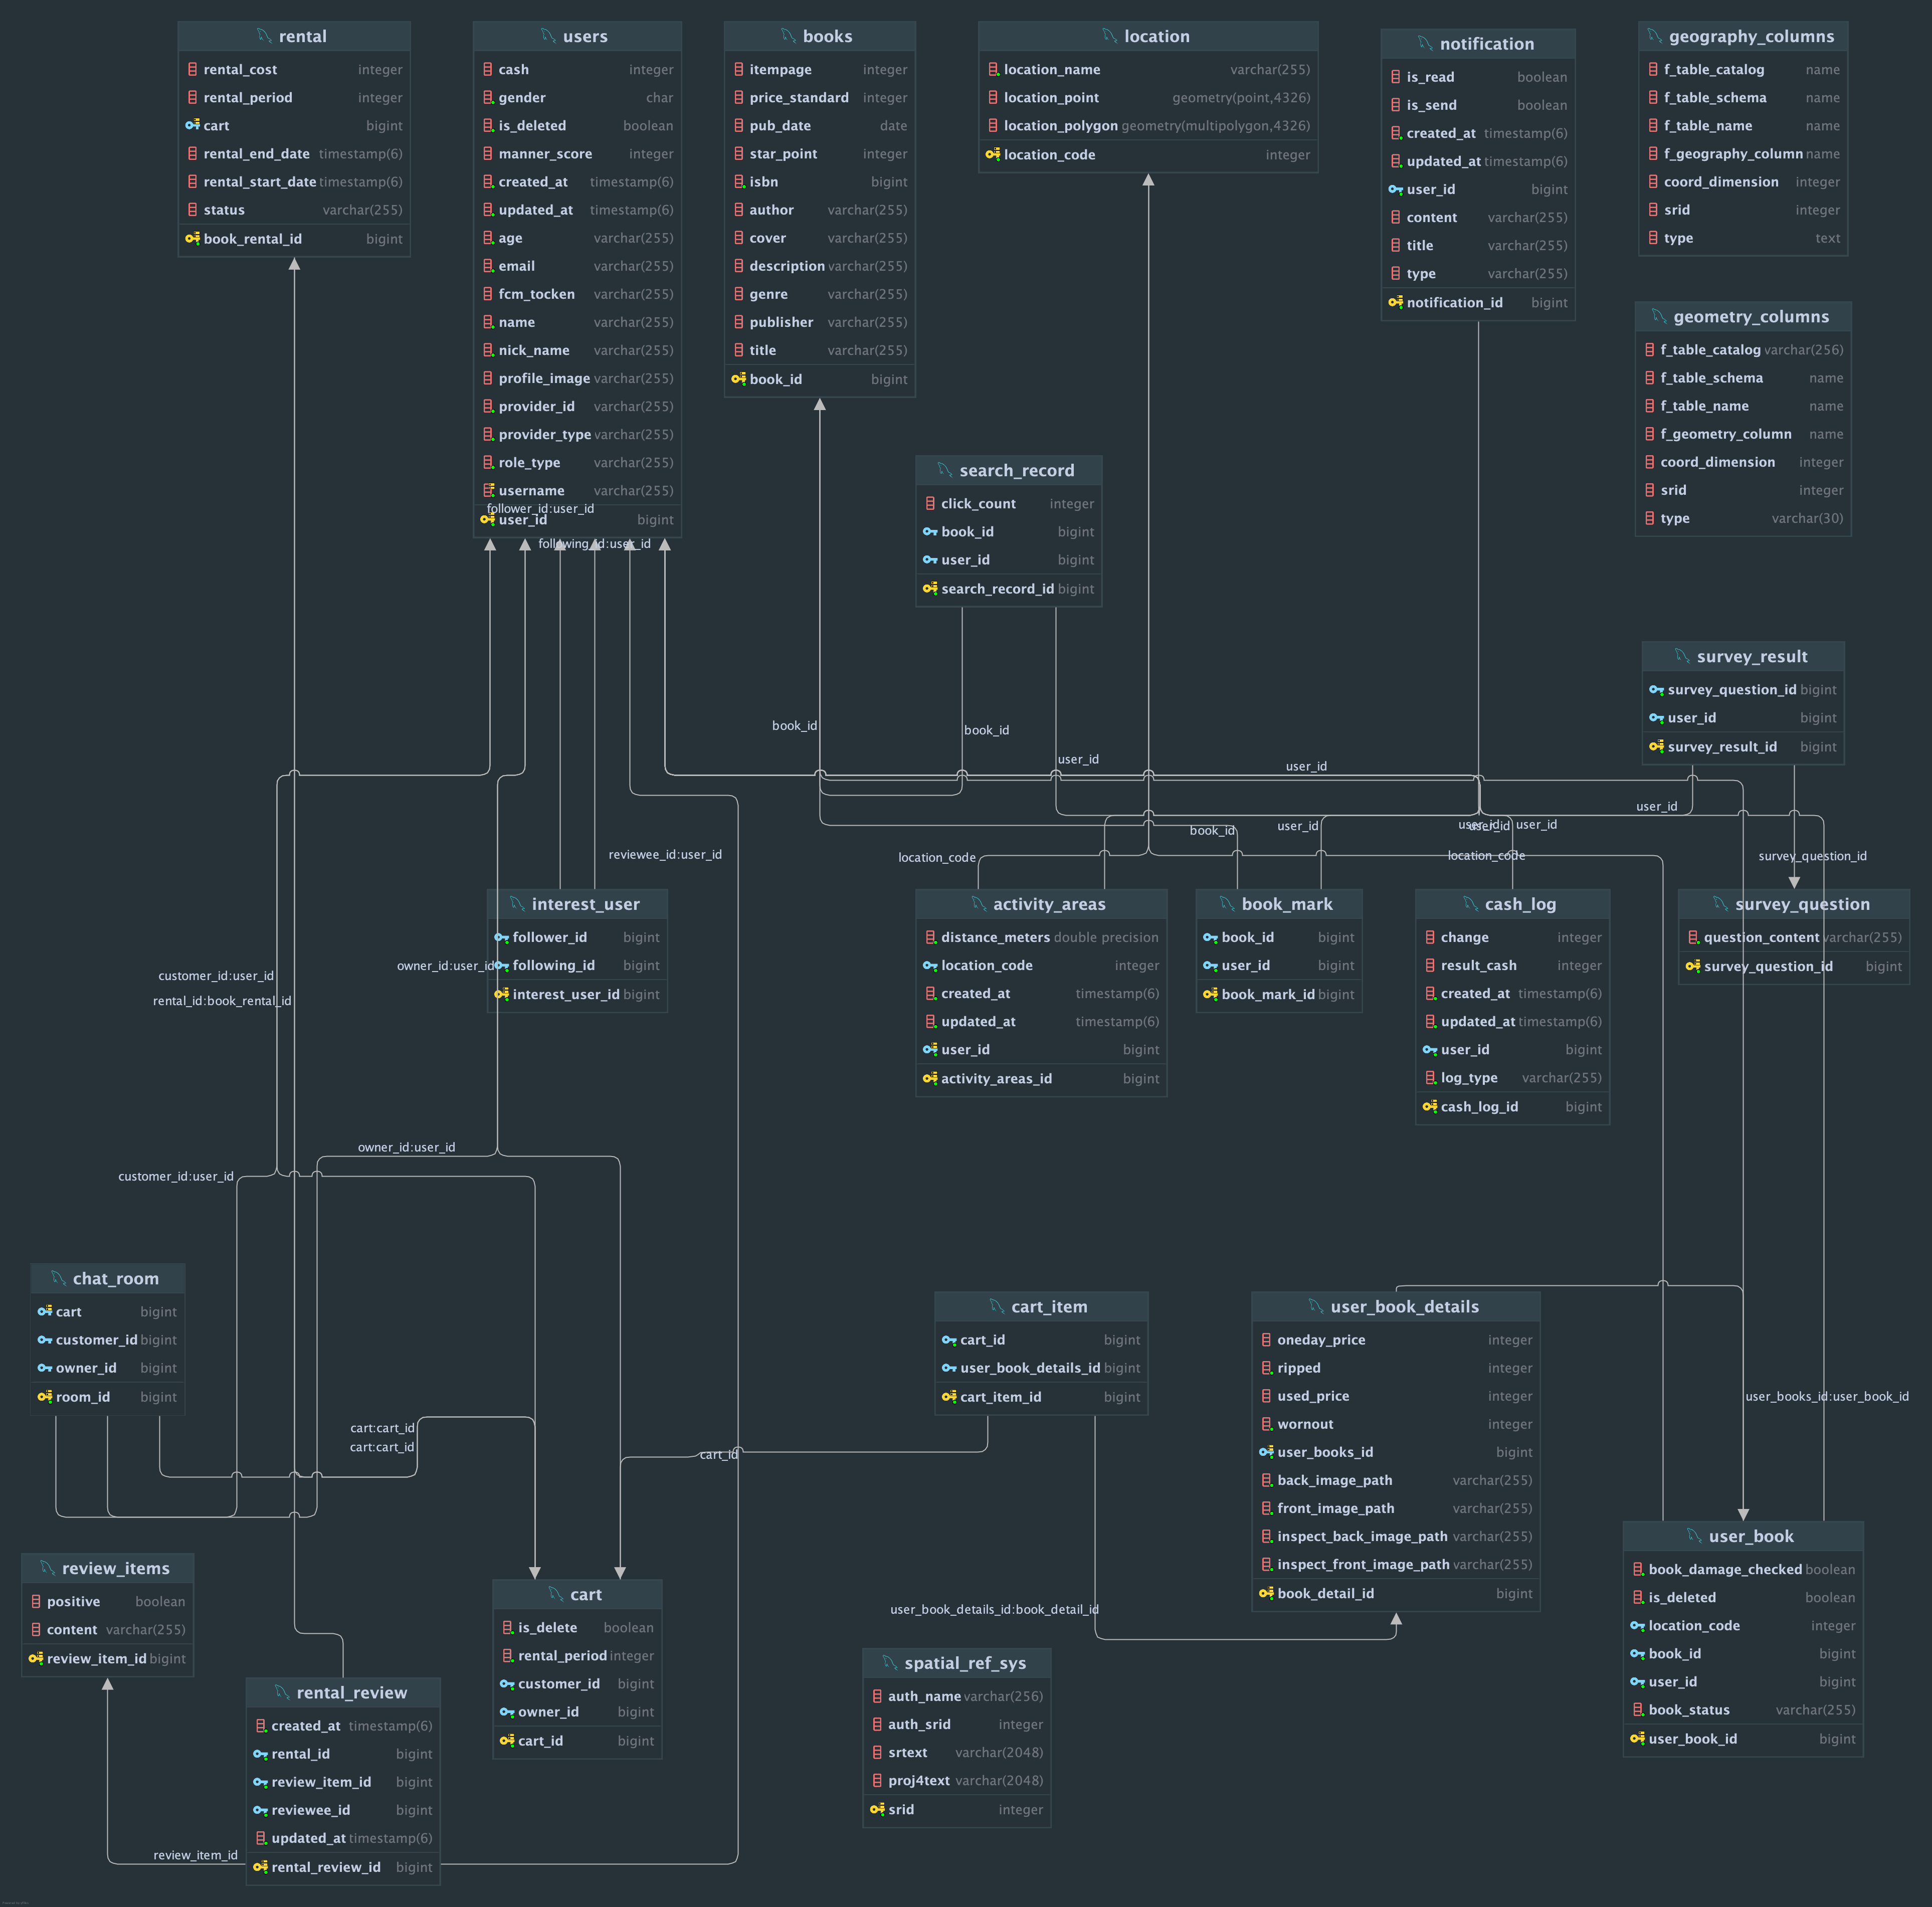 rental
rental_cost integer
rental_period integer
cart bigint
rental_end_date timestamp(6)
rental_start_date timestamp(6)
status varchar(255)
book_rental_id bigint
users
cash integer
gender char
is_deleted boolean
manner_score integer
created_at timestamp(6)
updated_at timestamp(6)
age varchar(255)
email varchar(255)
fcm_tocken varchar(255)
name varchar(255)
nick_name varchar(255)
profile_image varchar(255)
provider_id varchar(255)
provider_type varchar(255)
role_type varchar(255)
username varchar(255)
follower_id:user_id
user_id bigint
following_id:user_id
books
itempage integer
price_standard integer
pub_date date
star_point integer
isbn bigint
author varchar(255)
cover varchar(255)
description varchar(255)
genre varchar(255)
publisher varchar(255)
title varchar(255)
book_id bigint
location
location_name varchar(255)
location_point geometry(point,4326)
location_polygon geometry(multipolygon,4326)
location_code integer
notification
is_read boolean
is_send boolean
created_at timestamp(6)
updated_at timestamp(6)
user_id bigint
content varchar(255)
title varchar(255)
type varchar(255)
notification_id bigint
geography_columns
f_table_catalog name
f_table_schema name
f_table_name name
f_geography_column name
coord_dimension integer
srid integer
type text
geometry_columns
f_table_catalog varchar(256)
f_table_schema name
f_table_name name
f_geometry_column name
coord_dimension integer
srid integer
type varchar(30)
search_record
click_count integer
book_id bigint
user_id bigint
search_record_id bigint
survey_result
survey_question_id bigint
user_id bigint
survey_result_id bigint
book_id
book_id
user_id
user_id
user_id
book_id
user_id
user_id
user_id
user_id
reviewee_id:user_id
location_code
location_code
survey_question_id
interest_user
follower_id bigint
following_id bigint
interest_user_id bigint
activity_areas
distance_meters double precision
location_code integer
created_at timestamp(6)
updated_at timestamp(6)
user_id bigint
activity_areas_id bigint
book_mark
book_id bigint
user_id bigint
book_mark_id bigint
cash_log
change integer
result_cash integer
created_at timestamp(6)
updated_at timestamp(6)
user_id bigint
log_type varchar(255)
cash_log_id bigint
survey_question
question_content varchar(255)
survey_question_id bigint
owner_id:user_id
customer_id:user_id
rental_id:book_rental_id
owner_id:user_id
customer_id:user_id
chat_room
cart bigint
customer_id bigint
owner_id bigint
room_id bigint
cart:cart_id
cart:cart_id
cart_item
cart_id bigint
user_book_details_id bigint
cart_item_id bigint
cart_id
user_book_details
oneday_price integer
ripped integer
used_price integer
wornout integer
user_books_id bigint
back_image_path varchar(255)
front_image_path varchar(255)
inspect_back_image_path varchar(255)
inspect_front_image_path varchar(255)
book_detail_id bigint
user_books_id:user_book_id
user_book_details_id:book_detail_id
user_book
book_damage_checked boolean
is_deleted boolean
location_code integer
book_id bigint
user_id bigint
book_status varchar(255)
user_book_id bigint
review_items
positive boolean
content varchar(255)
review_item_id bigint
cart
is_delete boolean
rental_period integer
customer_id bigint
owner_id bigint
cart_id bigint
spatial_ref_sys
auth_name varchar(256)
auth_srid integer
srtext varchar(2048)
proj4text varchar(2048)
srid integer
rental_review
created_at timestamp(6)
rental_id bigint
review_item_id bigint
reviewee_id bigint
updated_at timestamp(6)
rental_review_id bigint
review_item_id